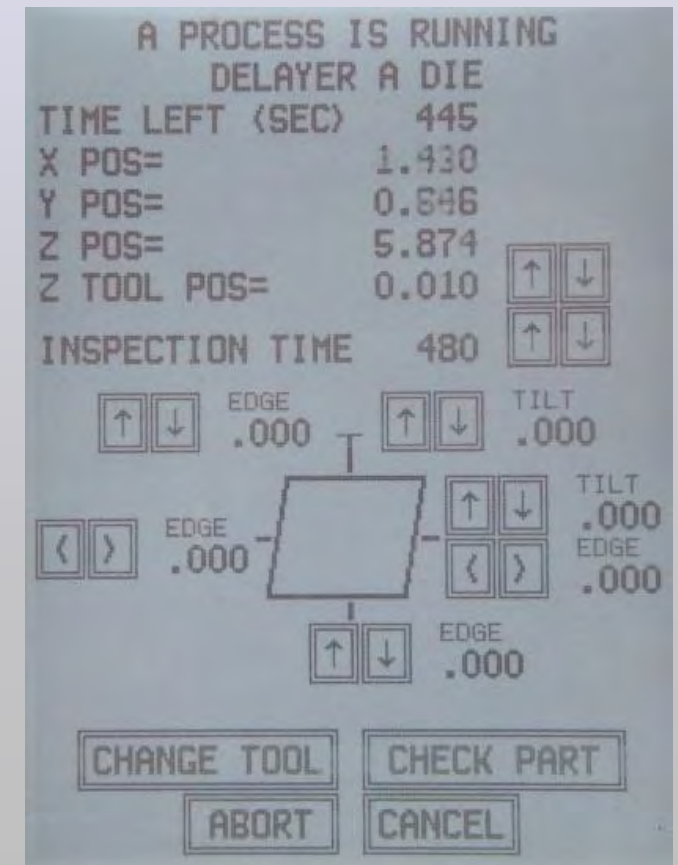 A PROCESS IS RUNNING
DELAYER A DIE
TIME LEFT (SEC) 445
X POS= 1.430
Y POS=
Z POS= 5.874
Z TOOL POS= 0.010 ↑ ↓
INSPECTION TIME 480 ↑ ↓
↑ ↓ EDGE .000 ↑ ↓ TILT .000
↑ ↓ TILT .000
< > EDGE .000 < > EDGE .000
↑ ↓ EDGE .000
CHANGE TOOL CHECK PART
ABORT CANCEL